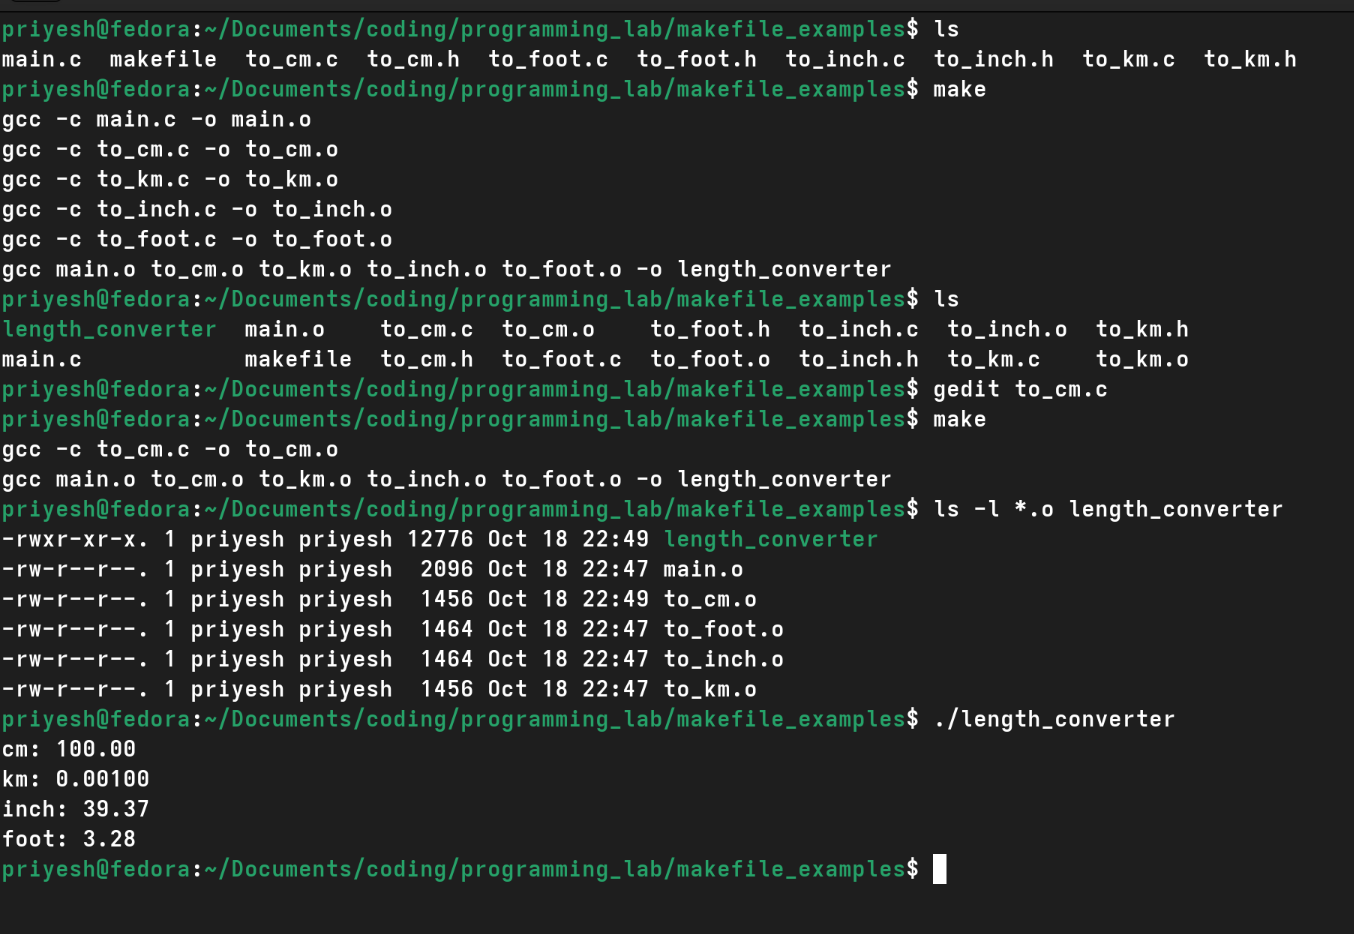 priyesh@fedora:~/Documents/coding/programming_lab/makefile_examples$ ls
main.c  makefile  to_cm.c  to_cm.h  to_foot.c  to_foot.h  to_inch.c  to_inch.h  to_km.c  to_km.h
priyesh@fedora:~/Documents/coding/programming_lab/makefile_examples$ make
gcc -c main.c -o main.o
gcc -c to_cm.c -o to_cm.o
gcc -c to_km.c -o to_km.o
gcc -c to_inch.c -o to_inch.o
gcc -c to_foot.c -o to_foot.o
gcc main.o to_cm.o to_km.o to_inch.o to_foot.o -o length_converter
priyesh@fedora:~/Documents/coding/programming_lab/makefile_examples$ ls
length_converter  main.o    to_cm.c  to_cm.o    to_foot.h  to_inch.c  to_inch.o  to_km.h
main.c            makefile  to_cm.h  to_foot.c  to_foot.o  to_inch.h  to_km.c    to_km.o
priyesh@fedora:~/Documents/coding/programming_lab/makefile_examples$ gedit to_cm.c
priyesh@fedora:~/Documents/coding/programming_lab/makefile_examples$ make
gcc -c to_cm.c -o to_cm.o
gcc main.o to_cm.o to_km.o to_inch.o to_foot.o -o length_converter
priyesh@fedora:~/Documents/coding/programming_lab/makefile_examples$ ls -l *.o length_converter
-rwxr-xr-x. 1 priyesh priyesh 12776 Oct 18 22:49 length_converter
-rw-r--r--. 1 priyesh priyesh  2096 Oct 18 22:47 main.o
-rw-r--r--. 1 priyesh priyesh  1456 Oct 18 22:49 to_cm.o
-rw-r--r--. 1 priyesh priyesh  1464 Oct 18 22:47 to_foot.o
-rw-r--r--. 1 priyesh priyesh  1464 Oct 18 22:47 to_inch.o
-rw-r--r--. 1 priyesh priyesh  1456 Oct 18 22:47 to_km.o
priyesh@fedora:~/Documents/coding/programming_lab/makefile_examples$ ./length_converter
cm: 100.00
km: 0.00100
inch: 39.37
foot: 3.28
priyesh@fedora:~/Documents/coding/programming_lab/makefile_examples$